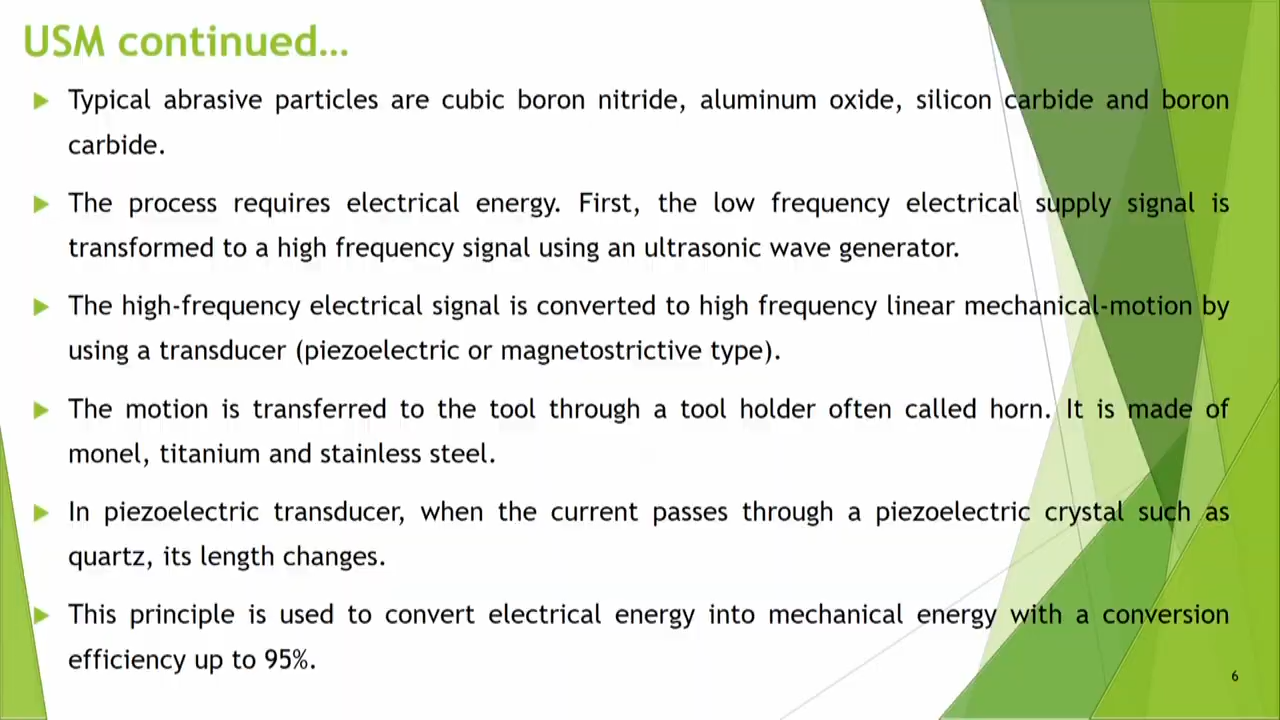 USM continued…
Typical abrasive particles are cubic boron nitride, aluminum oxide, silicon carbide and boron
carbide.
The process requires electrical energy. First, the low frequency electrical supply signal is
transformed to a high frequency signal using an ultrasonic wave generator.
The high-frequency electrical signal is converted to high frequency linear mechanical-motion by
using a transducer (piezoelectric or magnetostrictive type).
The motion is transferred to the tool through a tool holder often called horn. It is made of
monel, titanium and stainless steel.
In piezoelectric transducer, when the current passes through a piezoelectric crystal such as
quartz, its length changes.
This principle is used to convert electrical energy into mechanical energy with a conversion
efficiency up to 95%.
6